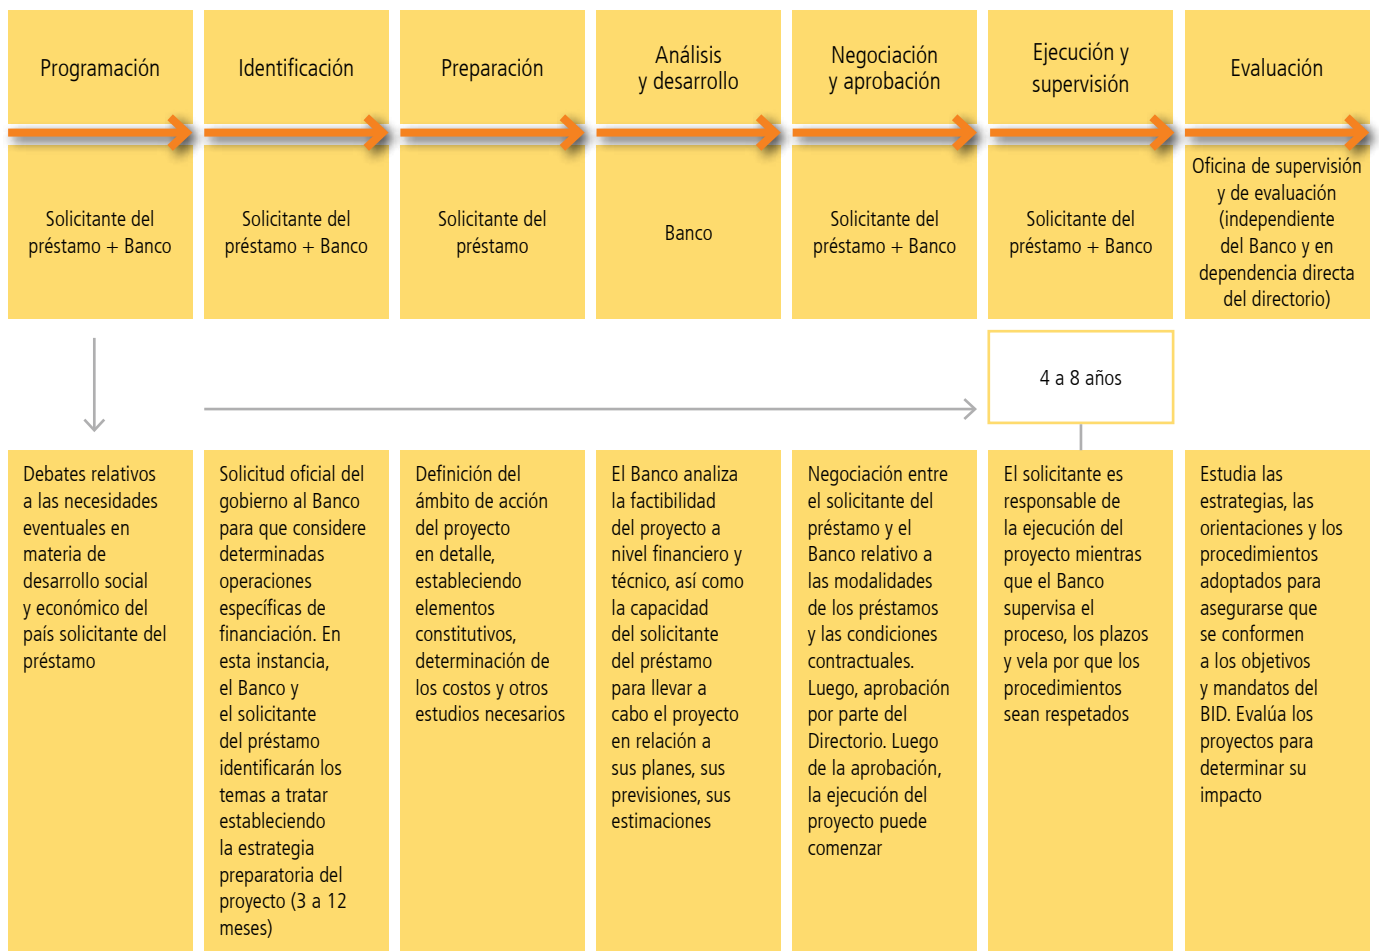 Programación
Identificación
Preparación
Análisis
y desarrollo
Negociación
y aprobación
Ejecución y
supervisión
Evaluación
Solicitante del
préstamo + Banco
Solicitante del
préstamo + Banco
Solicitante del
préstamo
Banco
Solicitante del
préstamo + Banco
Solicitante del
préstamo + Banco
Oficina de supervisión
y de evaluación
(independiente
del Banco y en
dependencia directa
del directorio)
4 a 8 años
Debates relativos
a las necesidades
eventuales en
materia de
desarrollo social
y económico del
país solicitante del
préstamo
Solicitud oficial del
gobierno al Banco
para que considere
determinadas
operaciones
específicas de
financiación. En
esta instancia,
el Banco y
el solicitante
del préstamo
identificarán los
temas a tratar
estableciendo
la estrategia
preparatoria del
proyecto (3 a 12
meses)
Definición del
ámbito de acción
del proyecto
en detalle,
estableciendo
elementos
constitutivos,
determinación de
los costos y otros
estudios necesarios
El Banco analiza
la factibilidad
del proyecto a
nivel financiero y
técnico, así como
la capacidad
del solicitante
del préstamo
para llevar a
cabo el proyecto
en relación a
sus planes, sus
previsiones, sus
estimaciones
Negociación entre
el solicitante del
préstamo y el
Banco relativo a
las modalidades
de los préstamos
y las condiciones
contractuales.
Luego, aprobación
por parte del
Directorio. Luego
de la aprobación,
la ejecución del
proyecto puede
comenzar
El solicitante es
responsable de
la ejecución del
proyecto mientras
que el Banco
supervisa el
proceso, los plazos
y vela por que los
procedimientos
sean respetados
Estudia las
estrategias, las
orientaciones y los
procedimientos
adoptados para
asegurarse que
se conformen
a los objetivos
y mandatos del
BID. Evalúa los
proyectos para
determinar su
impacto